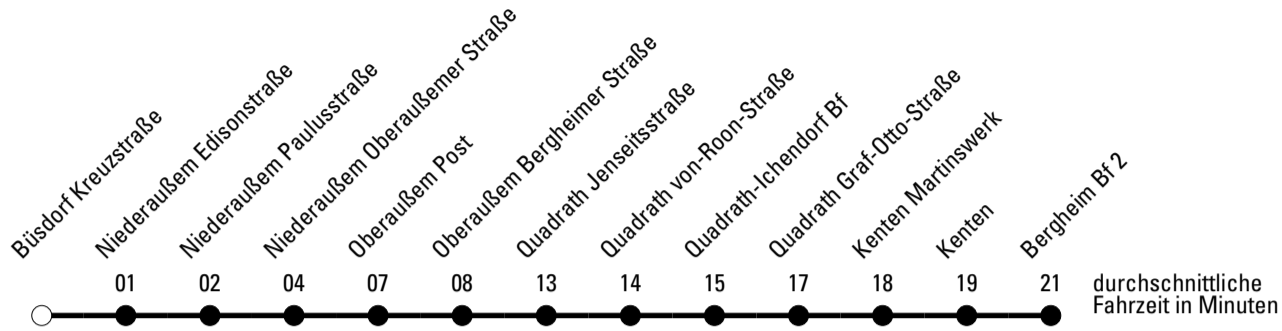 Büsdorf Kreuzstraße
Niederaußem Edisonstraße
Niederaußem Paulusstraße
Niederaußem Oberaußemer Straße
Oberaußem Post
Oberaußem Bergheimer Straße
Quadrath Jenseitsstraße
Quadrath von-Roon-Straße
Quadrath-Ichendorf Bf
Quadrath Graf-Otto-Straße
Kenten Martinswerk
Kenten
Bergheim Bf 2
01 02 04 07 08 13 14 15 17 18 19 21
durchschnittliche
Fahrzeit in Minuten